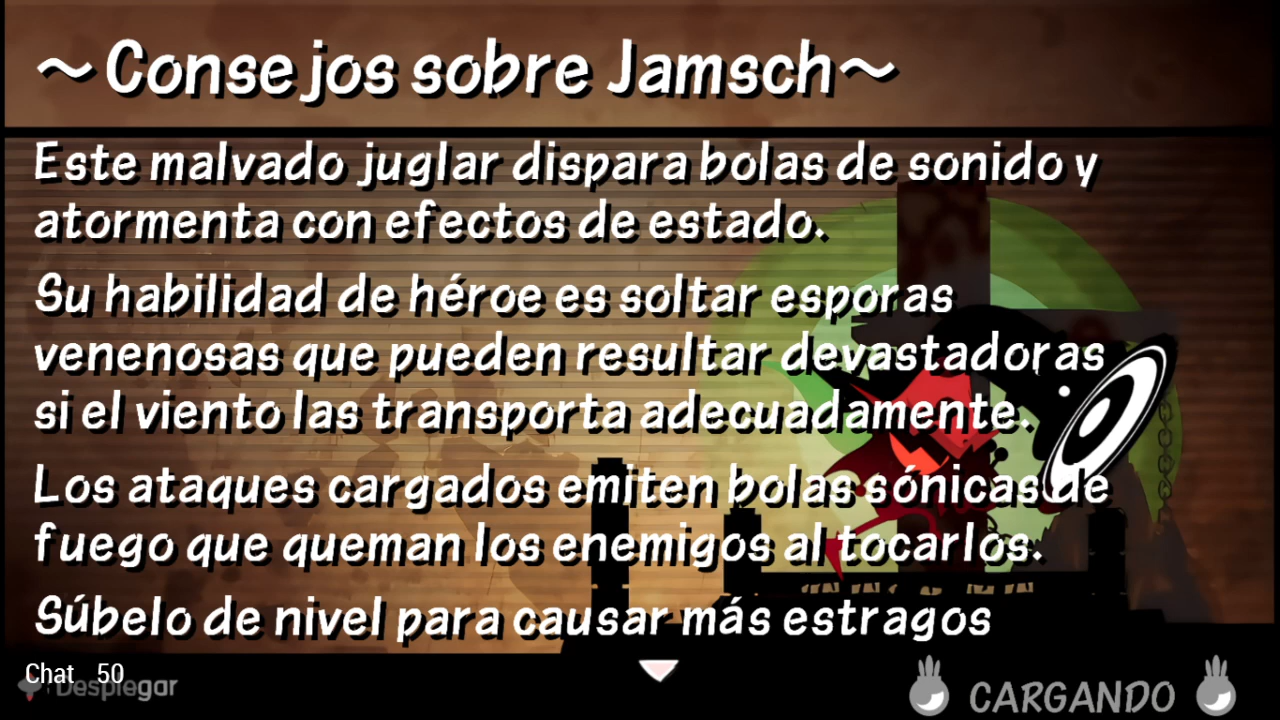 ～Consejos sobre Jamsch～
Este malvado juglar dispara bolas de sonido y
atormenta con efectos de estado.
Su habilidad de héroe es soltar esporas
venenosas que pueden resultar devastadoras
si el viento las transporta adecuadamente.
Los ataques cargados emiten bolas sónicas de
fuego que queman los enemigos al tocarlos.
Súbelo de nivel para causar más estragos
Chat 50
Desplegar
CARGANDO